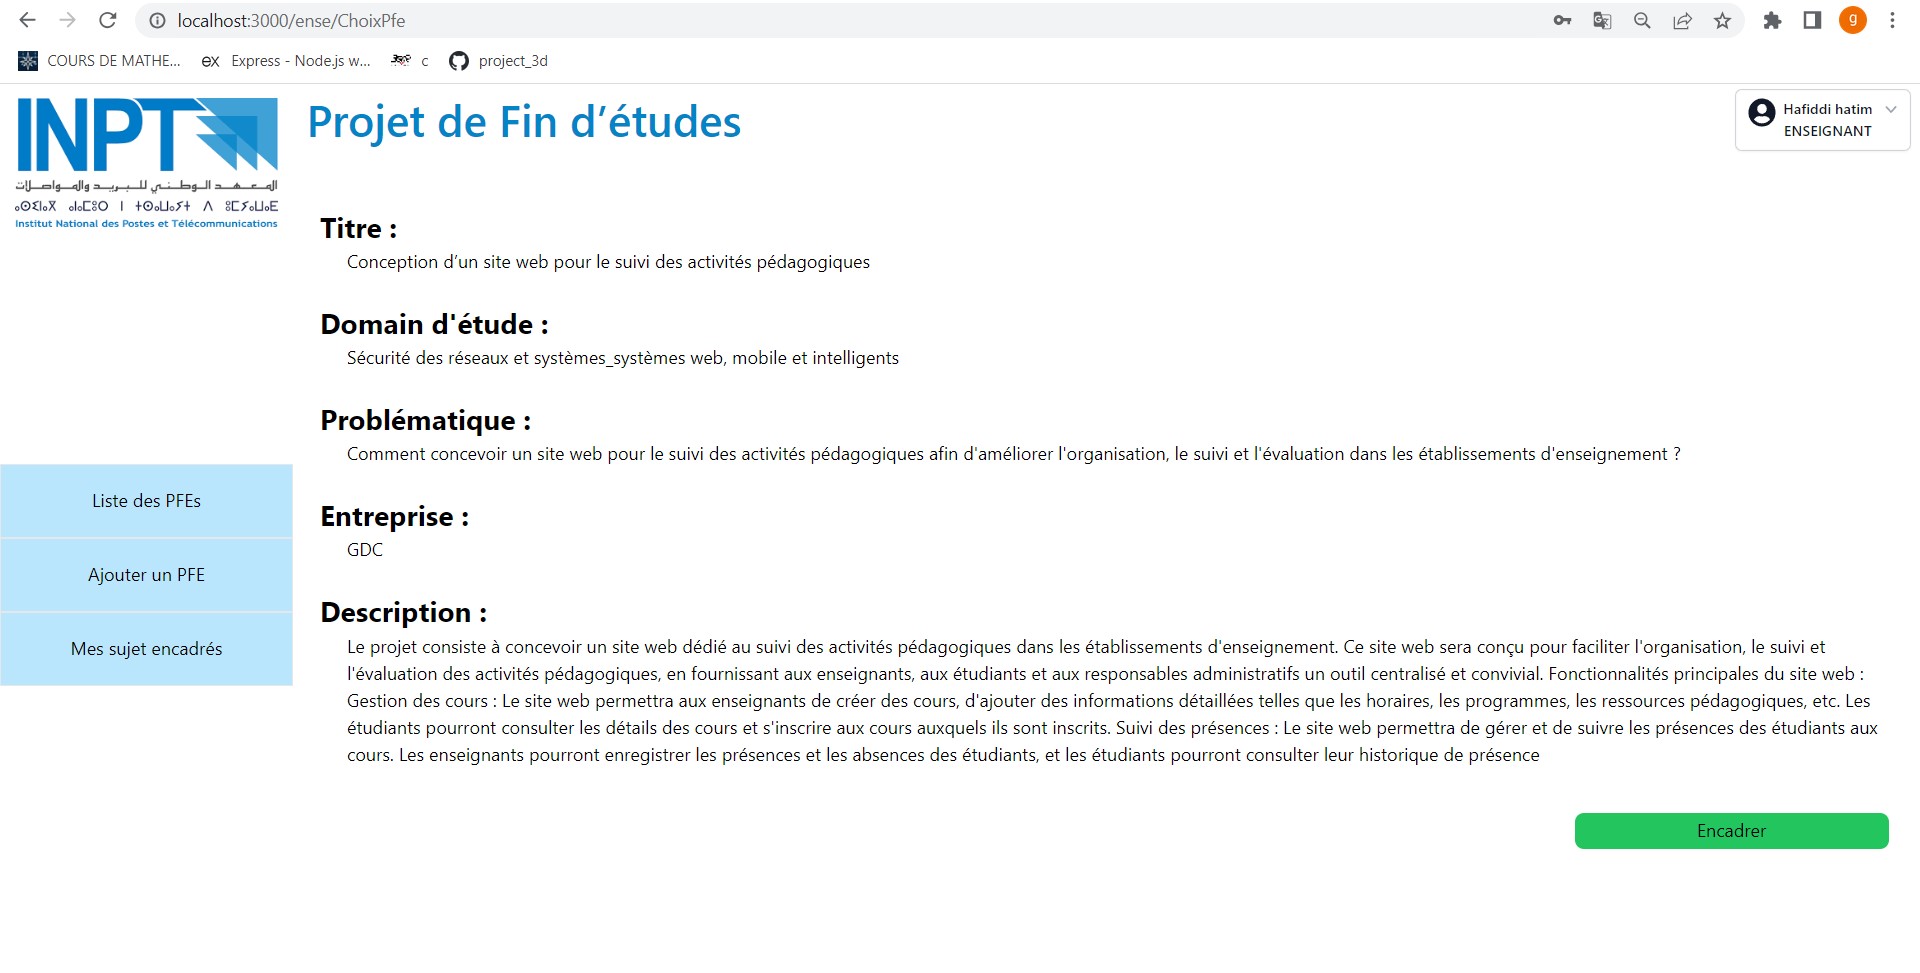 localhost:3000/ense/ChoixPfe
g
COURS DE MATHE...
ex Express - Node.js w...
c
project_3d
INPT
المعهد الوطني للبريد والمواصلات
ⴰⵙⵉⵏⴰⴳ ⴰⵏⴰⵎⵓⵔ ⵏ ⵜⵙⴰⵡⴰⵢⵜ ⴷ ⵓⵎⵢⴰⵡⴰⴹ
Institut National des Postes et Télécommunications
Projet de Fin d’études
Hafiddi hatim
ENSEIGNANT
Liste des PFEs
Ajouter un PFE
Mes sujet encadrés
Titre :
Conception d’un site web pour le suivi des activités pédagogiques
Domain d'étude :
Sécurité des réseaux et systèmes_systèmes web, mobile et intelligents
Problématique :
Comment concevoir un site web pour le suivi des activités pédagogiques afin d'améliorer l'organisation, le suivi et l'évaluation dans les établissements d'enseignement ?
Entreprise :
GDC
Description :
Le projet consiste à concevoir un site web dédié au suivi des activités pédagogiques dans les établissements d'enseignement. Ce site web sera conçu pour faciliter l'organisation, le suivi et
l'évaluation des activités pédagogiques, en fournissant aux enseignants, aux étudiants et aux responsables administratifs un outil centralisé et convivial. Fonctionnalités principales du site web :
Gestion des cours : Le site web permettra aux enseignants de créer des cours, d'ajouter des informations détaillées telles que les horaires, les programmes, les ressources pédagogiques, etc. Les
étudiants pourront consulter les détails des cours et s'inscrire aux cours auxquels ils sont inscrits. Suivi des présences : Le site web permettra de gérer et de suivre les présences des étudiants aux
cours. Les enseignants pourront enregistrer les présences et les absences des étudiants, et les étudiants pourront consulter leur historique de présence
Encadrer